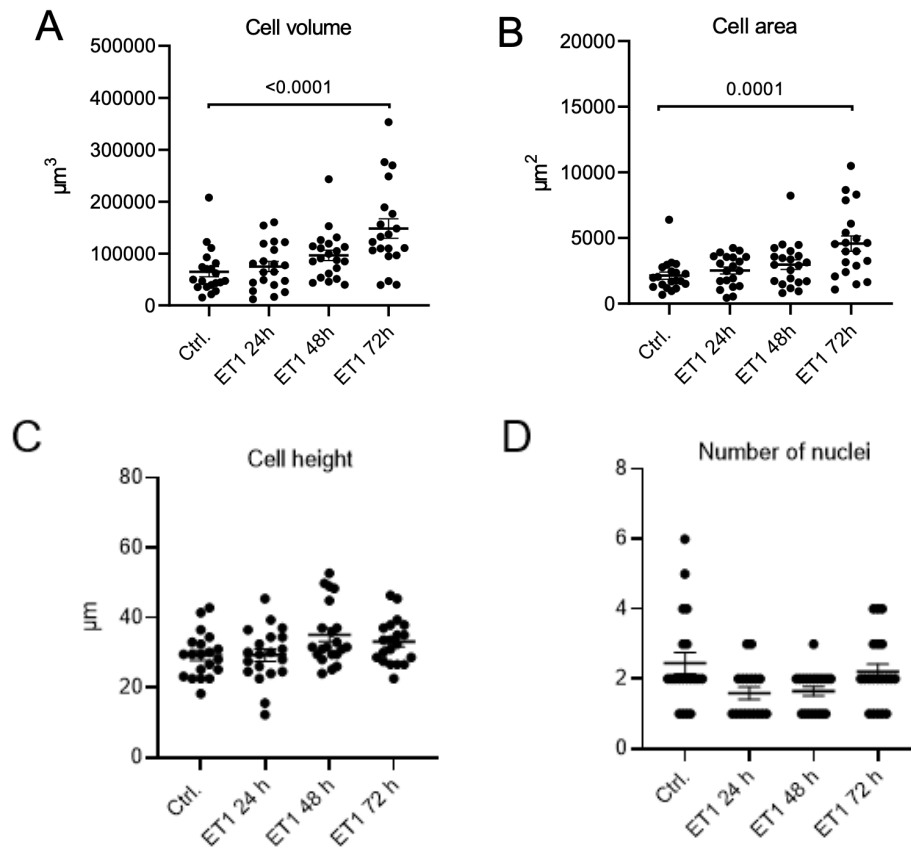 A
Cell volume
500000
400000
300000
200000
100000
0
µm³
<0.0001
Ctrl.
ET1 24h
ET1 48h
ET1 72h
B
Cell area
20000
15000
10000
5000
0
µm²
0.0001
Ctrl.
ET1 24h
ET1 48h
ET1 72h
C
Cell height
80
60
40
20
0
µm
Ctrl.
ET1 24 h
ET1 48 h
ET1 72 h
D
Number of nuclei
8
6
4
2
0
Ctrl.
ET1 24 h
ET1 48 h
ET1 72 h